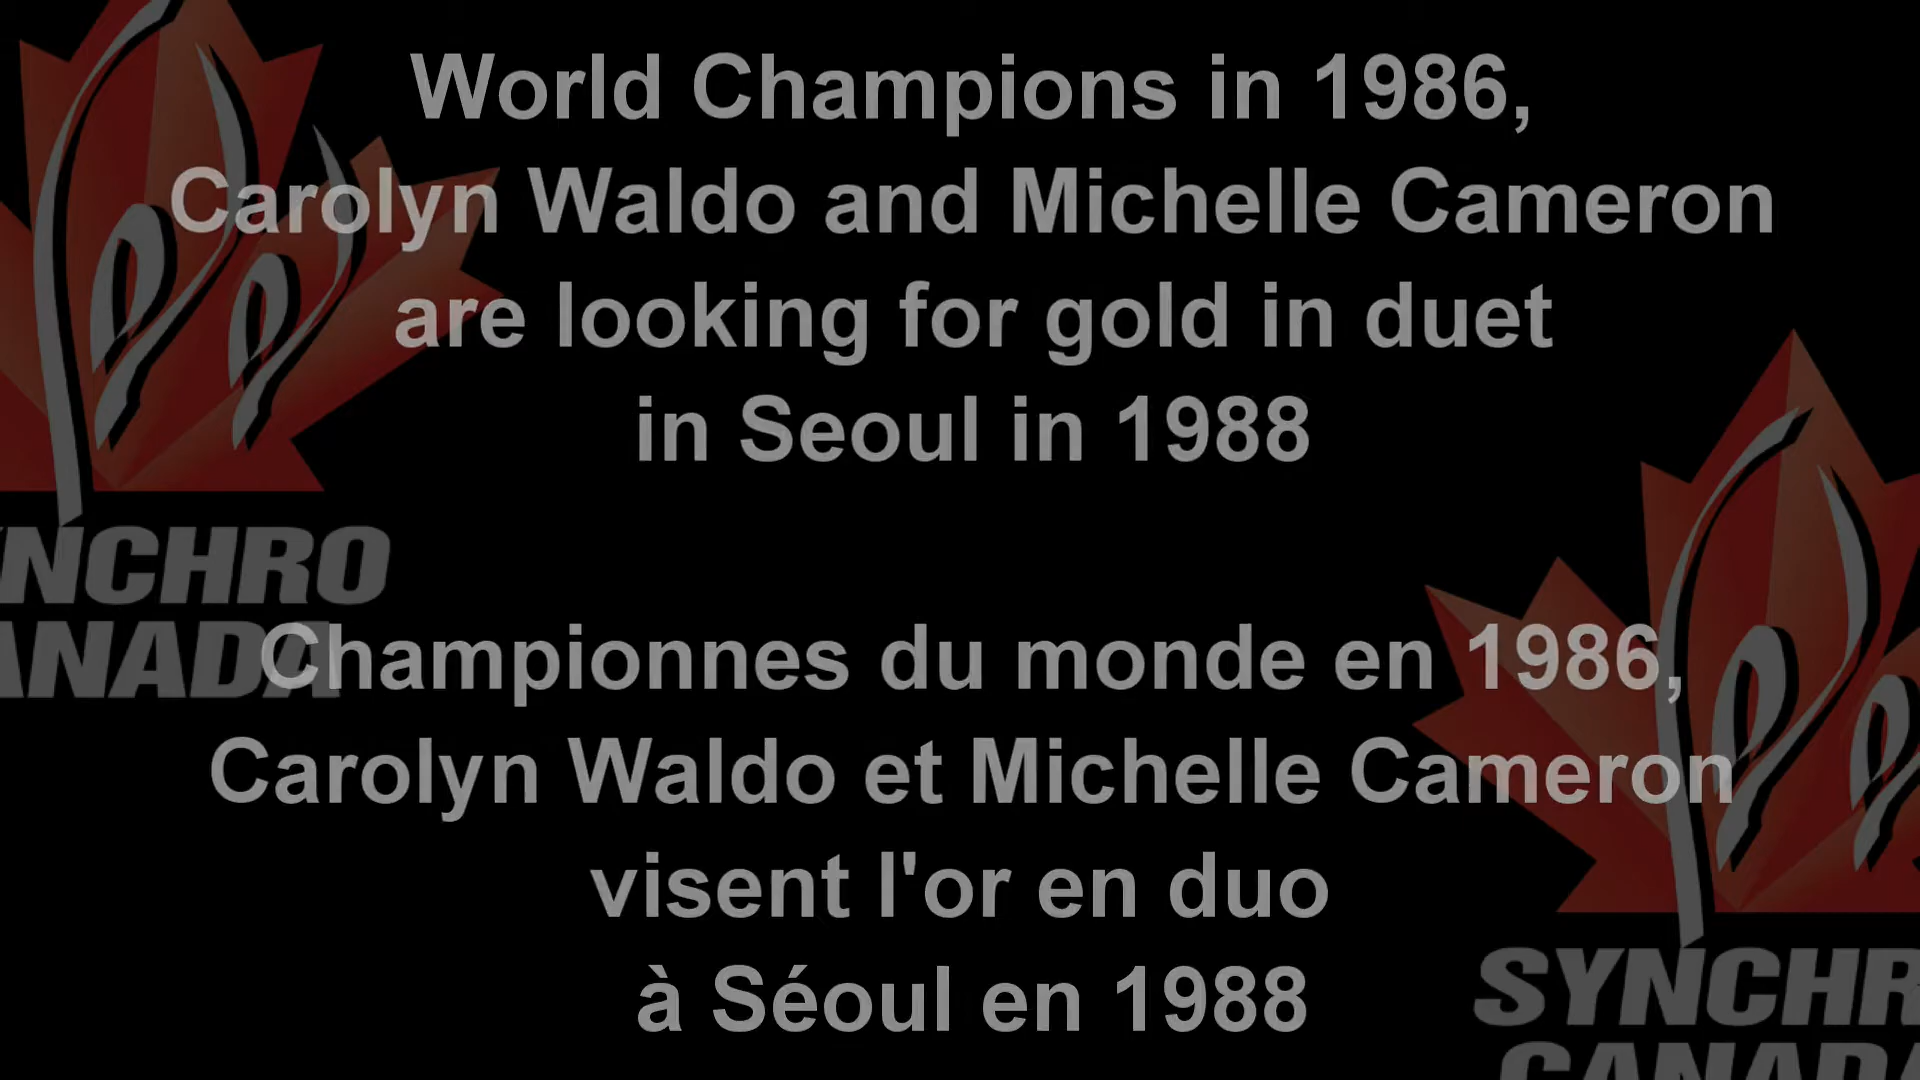 World Champions in 1986,
Carolyn Waldo and Michelle Cameron
are looking for gold in duet
in Seoul in 1988
NCHRO
ANADA
Championnes du monde en 1986,
Carolyn Waldo et Michelle Cameron
visent l'or en duo
à Séoul en 1988
SYNCHR
CANAD